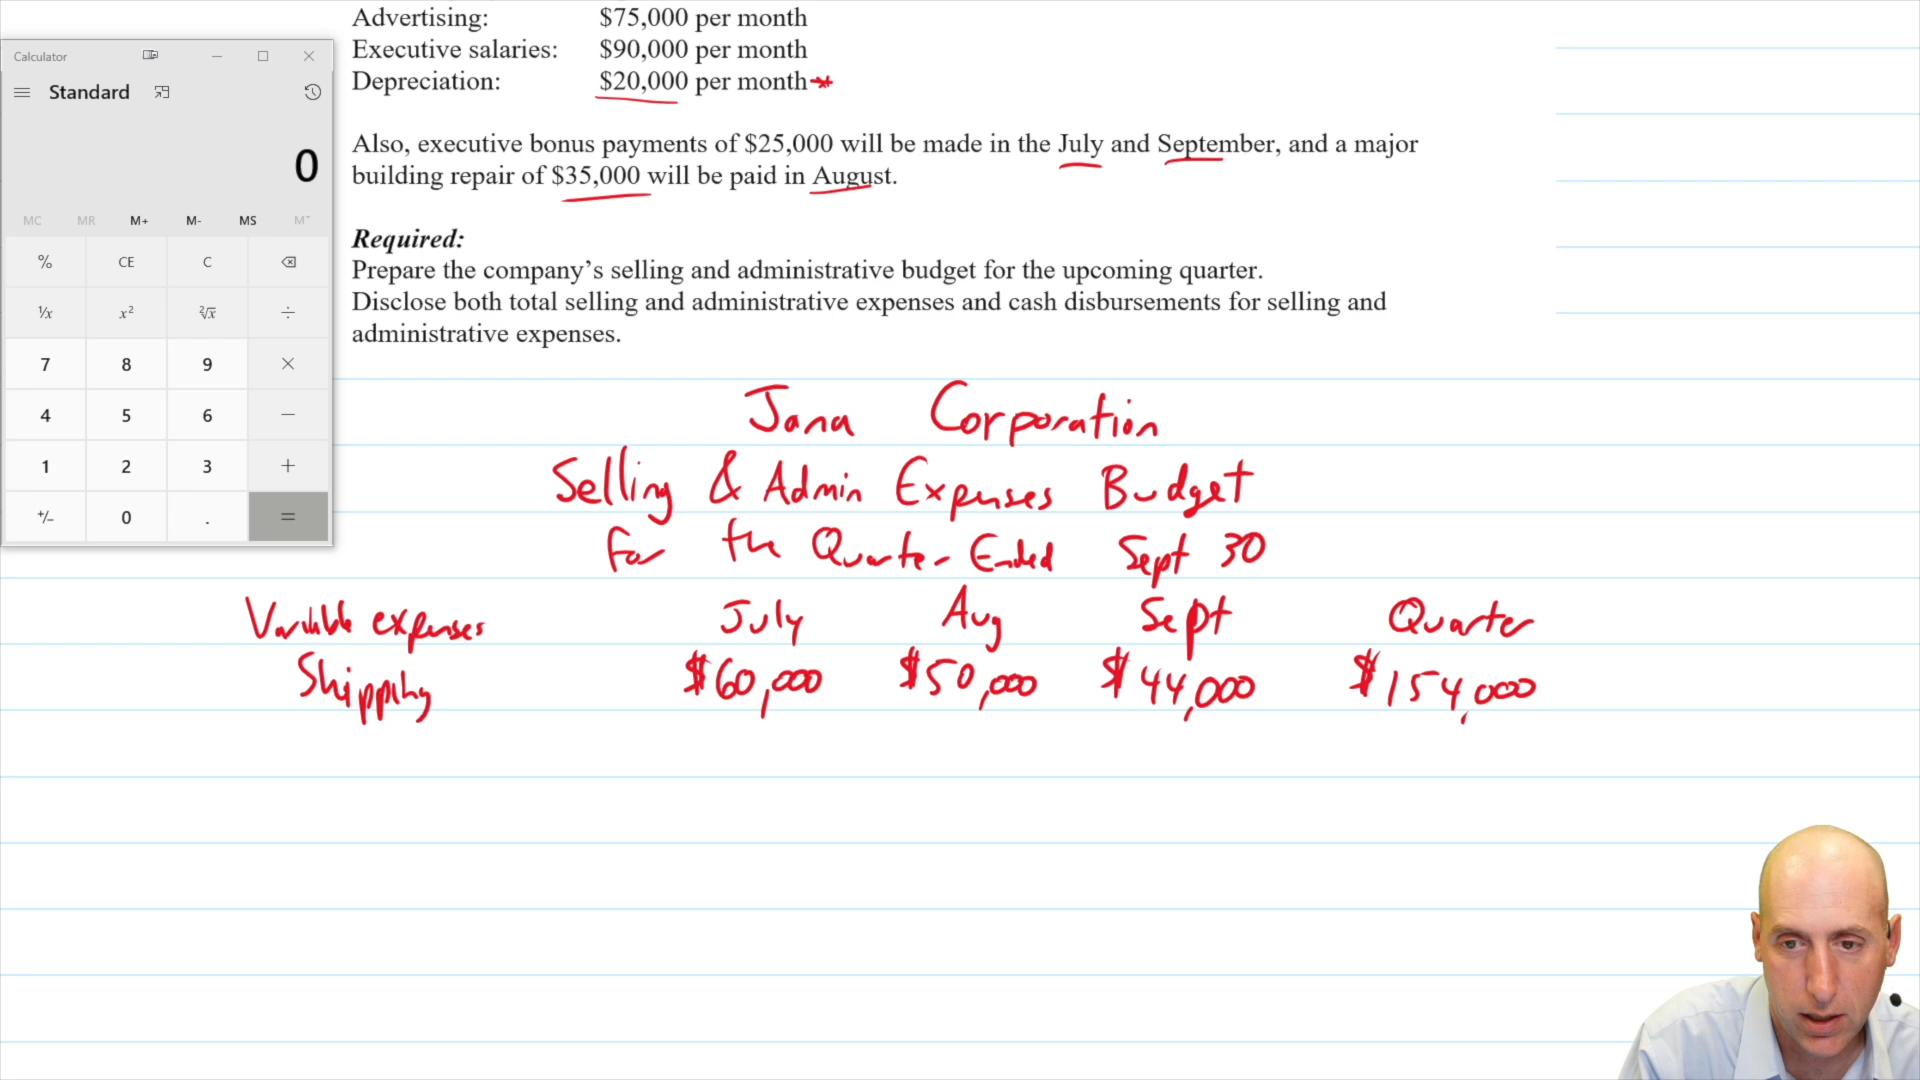 Advertising: $75,000 per month
Executive salaries: $90,000 per month
Depreciation: $20,000 per month*
Also, executive bonus payments of $25,000 will be made in the July and September, and a major
building repair of $35,000 will be paid in August.
Required:
Prepare the company's selling and administrative budget for the upcoming quarter.
Disclose both total selling and administrative expenses and cash disbursements for selling and
administrative expenses.
Calculator
Standard
0
MC MR M+ M- MS M˅
% CE C
¹/x x² ²√x ÷
7 8 9 ×
4 5 6 −
1 2 3 +
+/− 0 . =
Jana Corporation
Selling & Admin Expenses Budget
For the Quarter Ended Sept 30
Variable expenses July Aug Sept Quarter
Shipping $60,000 $50,000 $44,000 $154,000